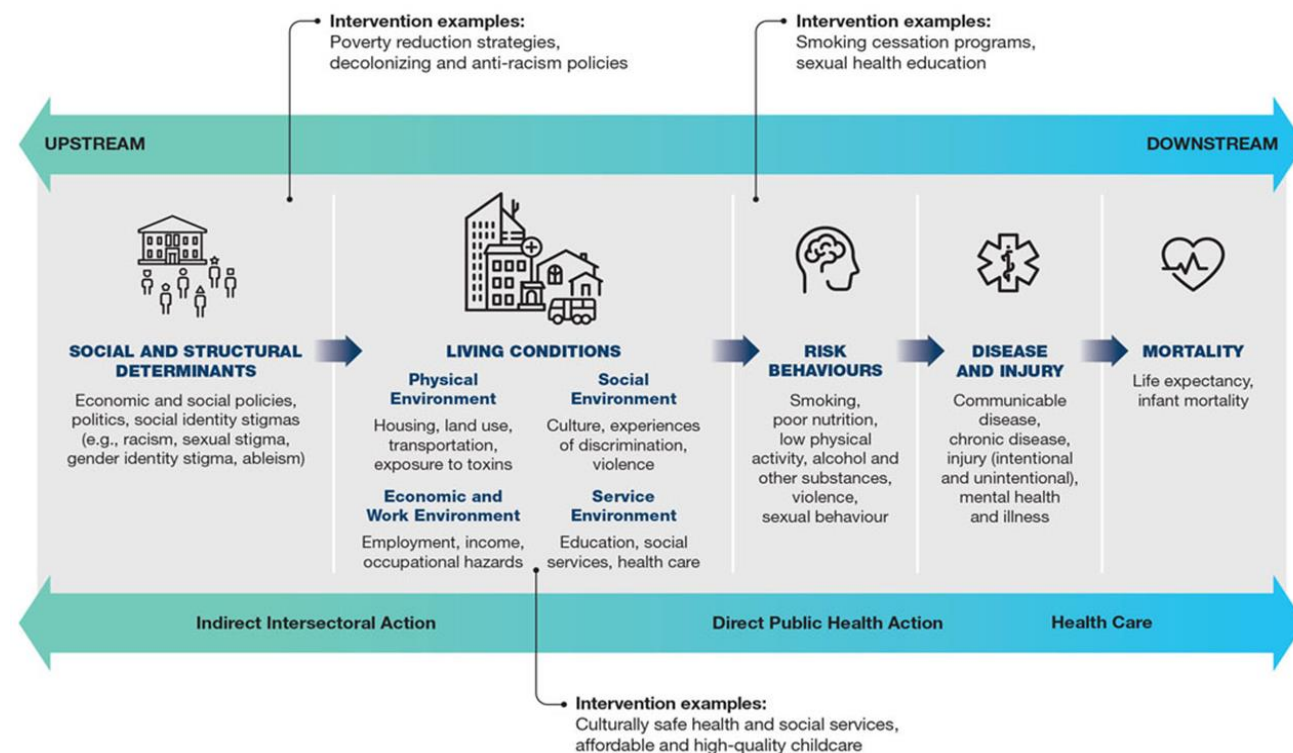 Intervention examples:
Poverty reduction strategies,
decolonizing and anti-racism policies
Intervention examples:
Smoking cessation programs,
sexual health education
UPSTREAM
DOWNSTREAM
SOCIAL AND STRUCTURAL
DETERMINANTS
Economic and social policies,
politics, social identity stigmas
(e.g., racism, sexual stigma,
gender identity stigma, ableism)
LIVING CONDITIONS
Physical
Environment
Housing, land use,
transportation,
exposure to toxins
Social
Environment
Culture, experiences
of discrimination,
violence
Economic and
Work Environment
Employment, income,
occupational hazards
Service
Environment
Education, social
services, health care
RISK
BEHAVIOURS
Smoking,
poor nutrition,
low physical
activity, alcohol and
other substances,
violence,
sexual behaviour
DISEASE
AND INJURY
Communicable
disease,
chronic disease,
injury (intentional
and unintentional),
mental health
and illness
MORTALITY
Life expectancy,
infant mortality
Indirect Intersectoral Action
Direct Public Health Action
Health Care
Intervention examples:
Culturally safe health and social services,
affordable and high-quality childcare